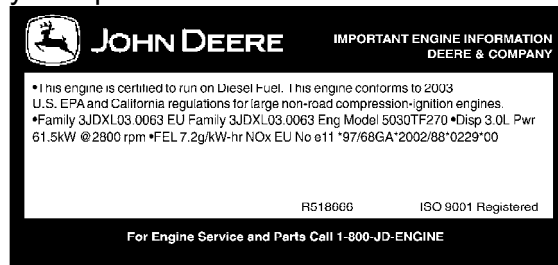 JOHN DEERE
IMPORTANT ENGINE INFORMATION
DEERE & COMPANY
•This engine is certified to run on Diesel Fuel. This engine conforms to 2003
U.S. EPA and California regulations for large non-road compression-ignition engines.
•Family 3JDXL03.0063 EU Family 3JDXL03.0063 Eng Model 5030TF270 •Disp 3.0L Pwr
61.5kW @2800 rpm •FEL 7.2g/kW-hr NOx EU No e11 *97/68GA*2002/88*0229*00
R518666 ISO 9001 Registered
For Engine Service and Parts Call 1-800-JD-ENGINE